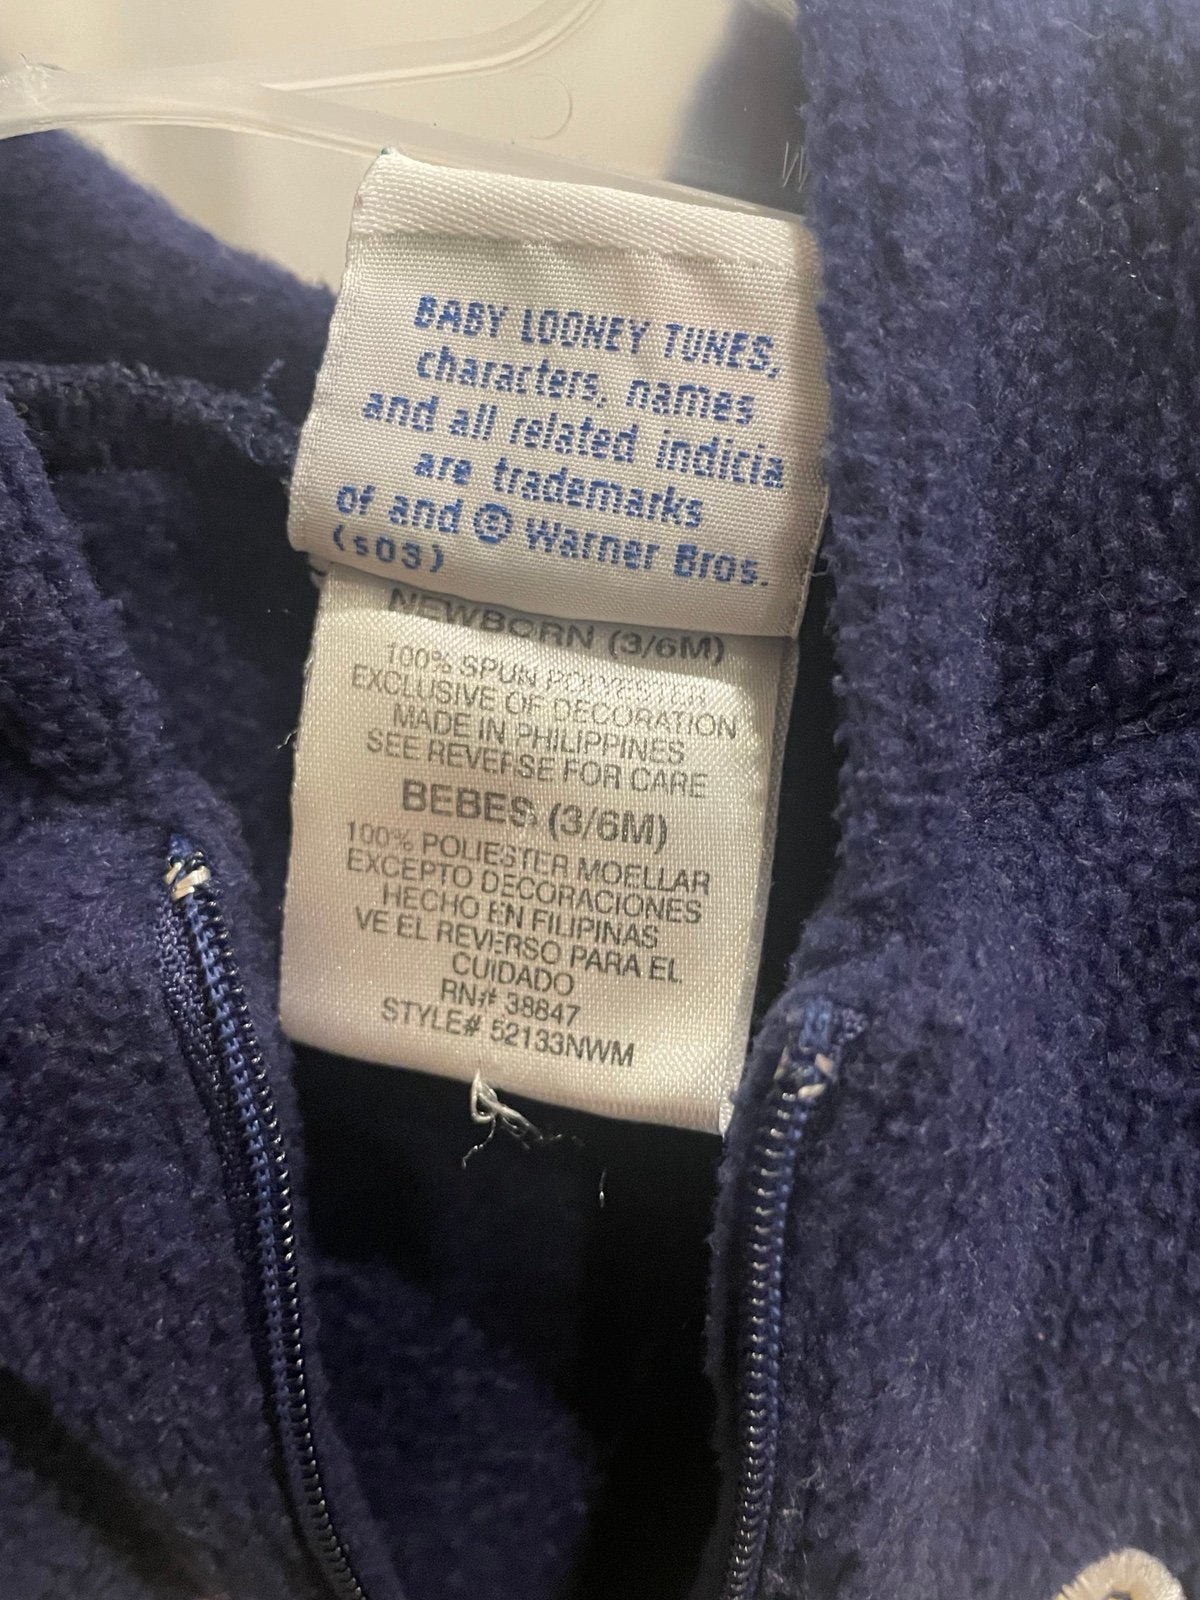 BABY LOONEY TUNES,
characters, names
and all related indicia
are trademarks
of and © Warner Bros.
(s03)
NEWBORN (3/6M)
100% SPUN POLYESTER
EXCLUSIVE OF DECORATION
MADE IN PHILIPPINES
SEE REVERSE FOR CARE
BEBES (3/6M)
100% POLIESTER MOELLAR
EXCEPTO DECORACIONES
HECHO EN FILIPINAS
VE EL REVERSO PARA EL
CUIDADO
RN# 38847
STYLE# 52133NWM